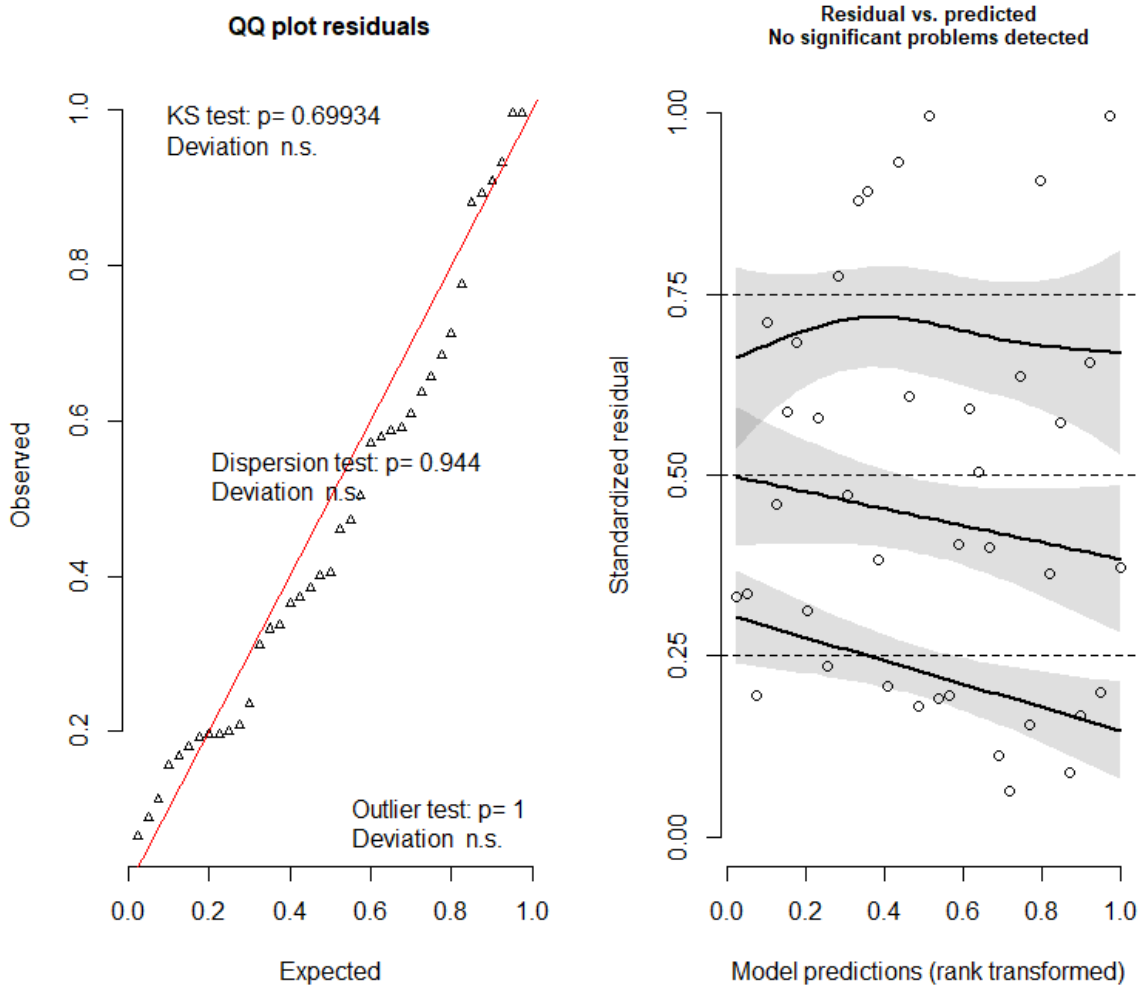 QQ plot residuals
KS test: p= 0.69934
Deviation n.s.
Dispersion test: p= 0.944
Deviation n.s.
Outlier test: p= 1
Deviation n.s.
Observed
1.0
0.8
0.6
0.4
0.2
0.0 0.2 0.4 0.6 0.8 1.0
Expected
Residual vs. predicted
No significant problems detected
Standardized residual
1.00
0.75
0.50
0.25
0.00
0.0 0.2 0.4 0.6 0.8 1.0
Model predictions (rank transformed)